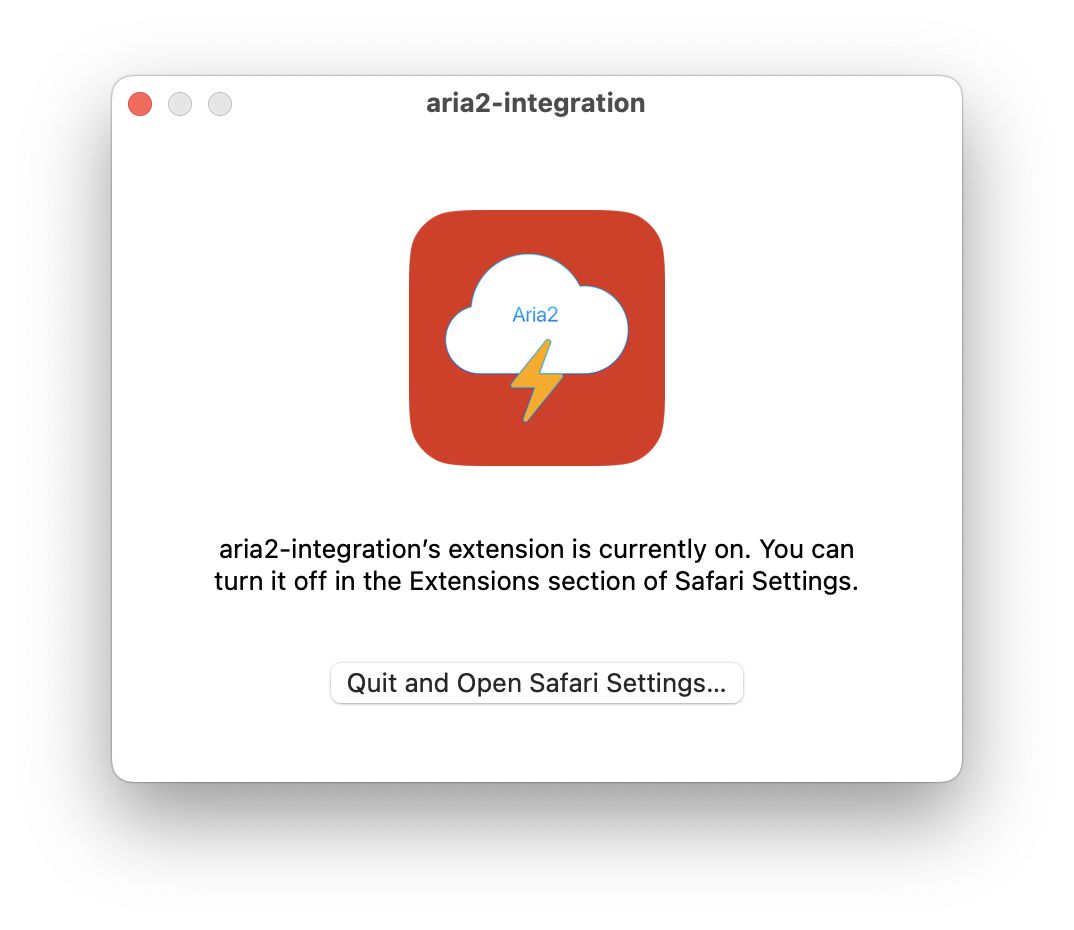 aria2-integration
Aria2
aria2-integration’s extension is currently on. You can
turn it off in the Extensions section of Safari Settings.
Quit and Open Safari Settings…